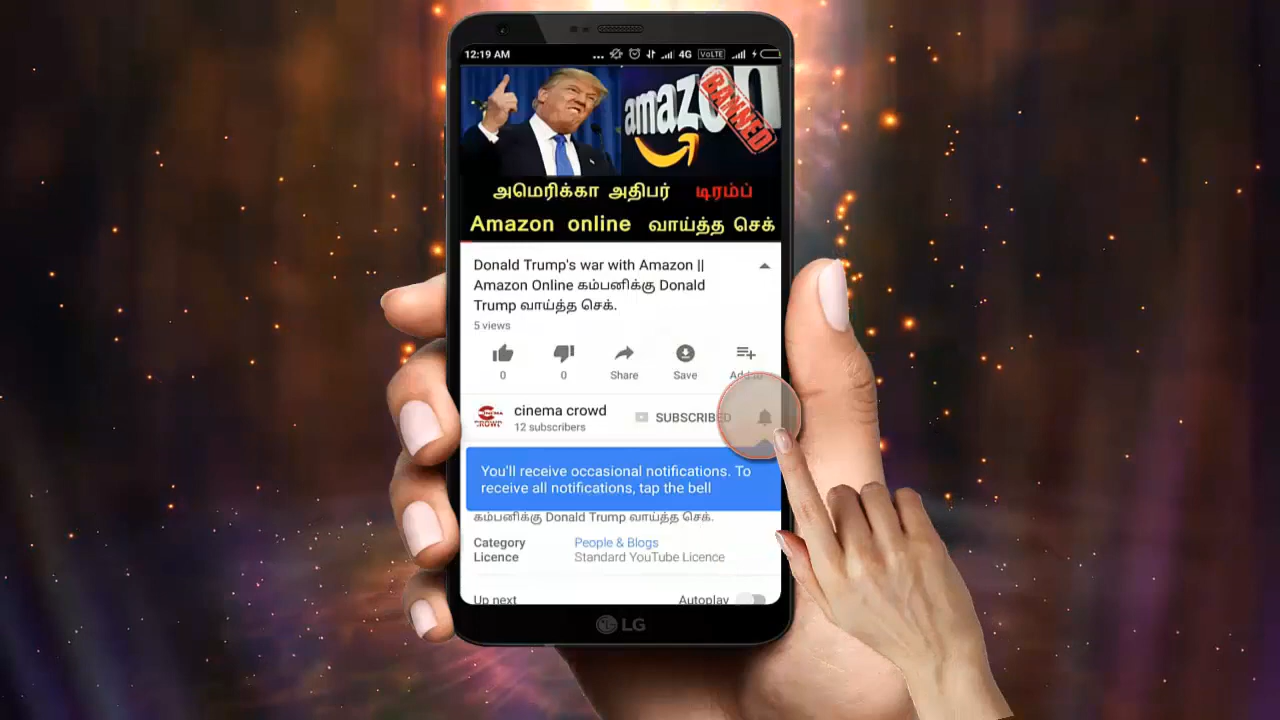 12:19 AM
4G VoLTE
amazon
BANNED
அமெரிக்கா அதிபர் டிரம்ப்
Amazon online வாய்த்த செக்
Donald Trump's war with Amazon ||
Amazon Online கம்பனிக்கு Donald
Trump வாய்த்த செக்.
5 views
0 0 Share Save Add to
CINEMA
CROWD
cinema crowd
12 subscribers
SUBSCRIBED
You'll receive occasional notifications. To
receive all notifications, tap the bell
கம்பனிக்கு Donald Trump வாய்த்த செக்.
Category People & Blogs
Licence Standard YouTube Licence
Up next Autoplay
LG